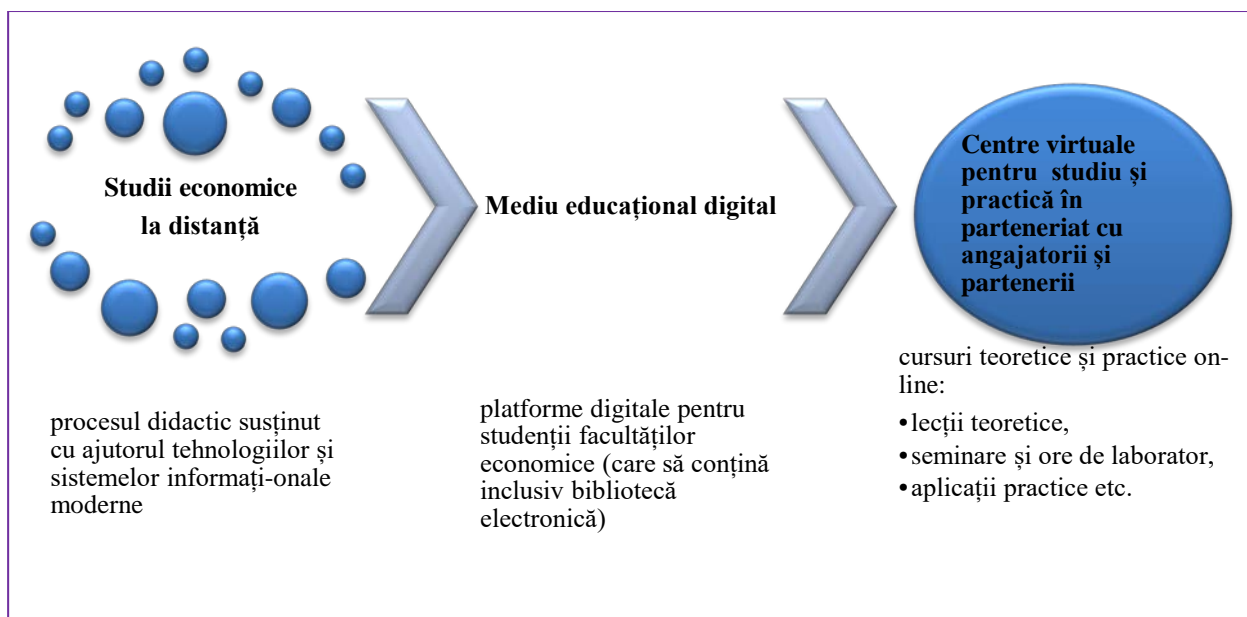 Studii economice
la distanță
procesul didactic susținut
cu ajutorul tehnologiilor și
sistemelor informați-onale
moderne
Mediu educațional digital
platforme digitale pentru
studenții facultăților
economice (care să conțină
inclusiv bibliotecă
electronică)
Centre virtuale
pentru studiu și
practică în
parteneriat cu
angajatorii și
partenerii
cursuri teoretice și practice on-
line:
•lecții teoretice,
•seminare și ore de laborator,
•aplicații practice etc.